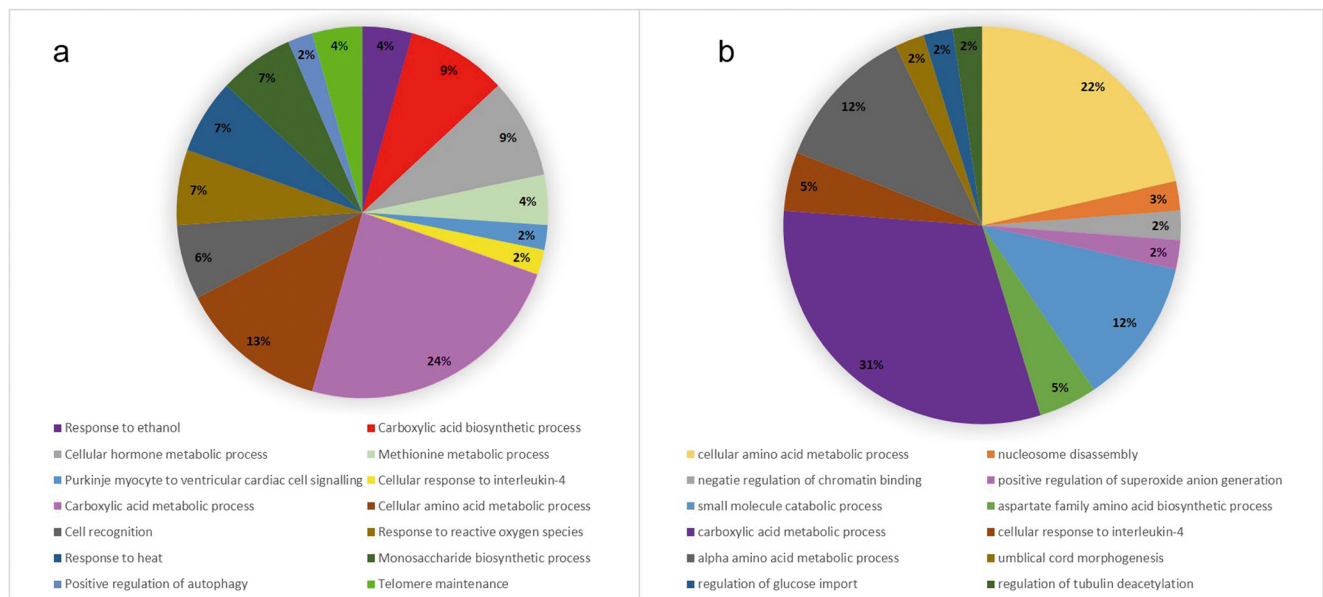 a
4%
9%
9%
4%
2%
2%
24%
13%
6%
7%
7%
7%
2%
4%
Response to ethanol
Carboxylic acid biosynthetic process
Cellular hormone metabolic process
Methionine metabolic process
Purkinje myocyte to ventricular cardiac cell signalling
Cellular response to interleukin-4
Carboxylic acid metabolic process
Cellular amino acid metabolic process
Cell recognition
Response to reactive oxygen species
Response to heat
Monosaccharide biosynthetic process
Positive regulation of autophagy
Telomere maintenance
b
22%
3%
2%
2%
12%
5%
31%
5%
12%
2%
2%
2%
cellular amino acid metabolic process
nucleosome disassembly
negatie regulation of chromatin binding
positive regulation of superoxide anion generation
small molecule catabolic process
aspartate family amino acid biosynthetic process
carboxylic acid metabolic process
cellular response to interleukin-4
alpha amino acid metabolic process
umblical cord morphogenesis
regulation of glucose import
regulation of tubulin deacetylation